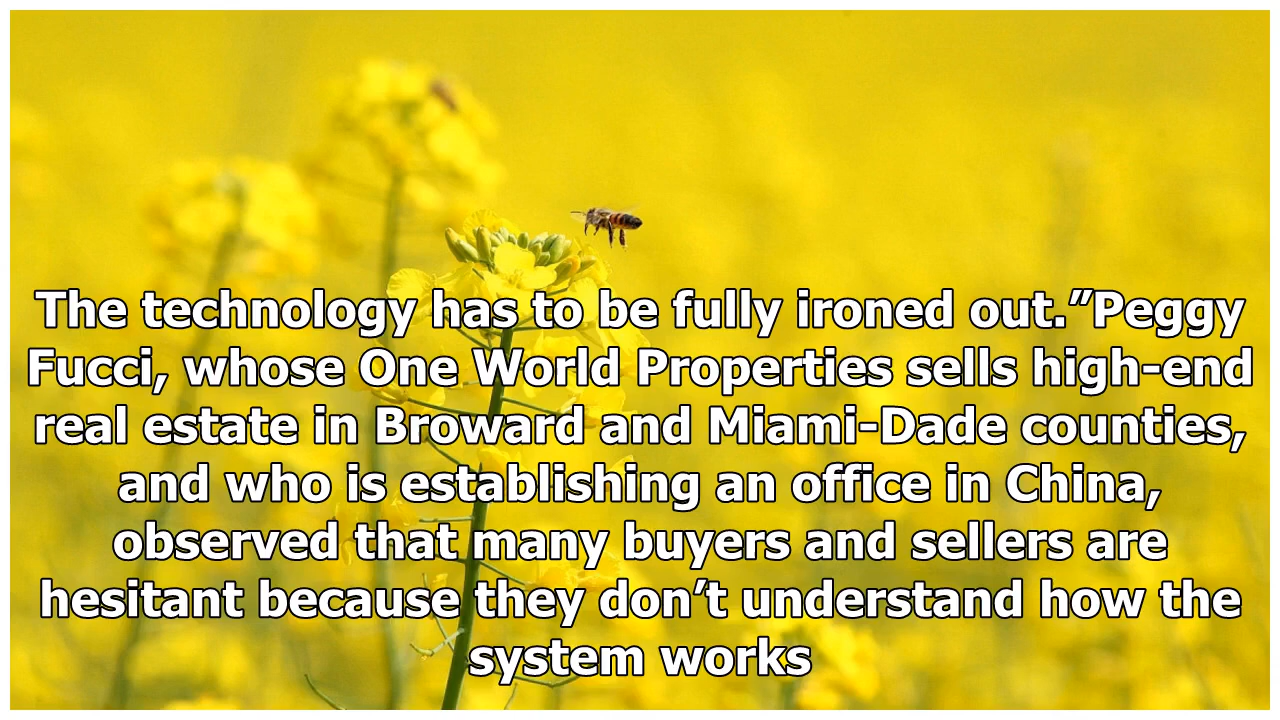 The technology has to be fully ironed out.”Peggy
Fucci, whose One World Properties sells high-end
real estate in Broward and Miami-Dade counties,
and who is establishing an office in China,
observed that many buyers and sellers are
hesitant because they don’t understand how the
system works